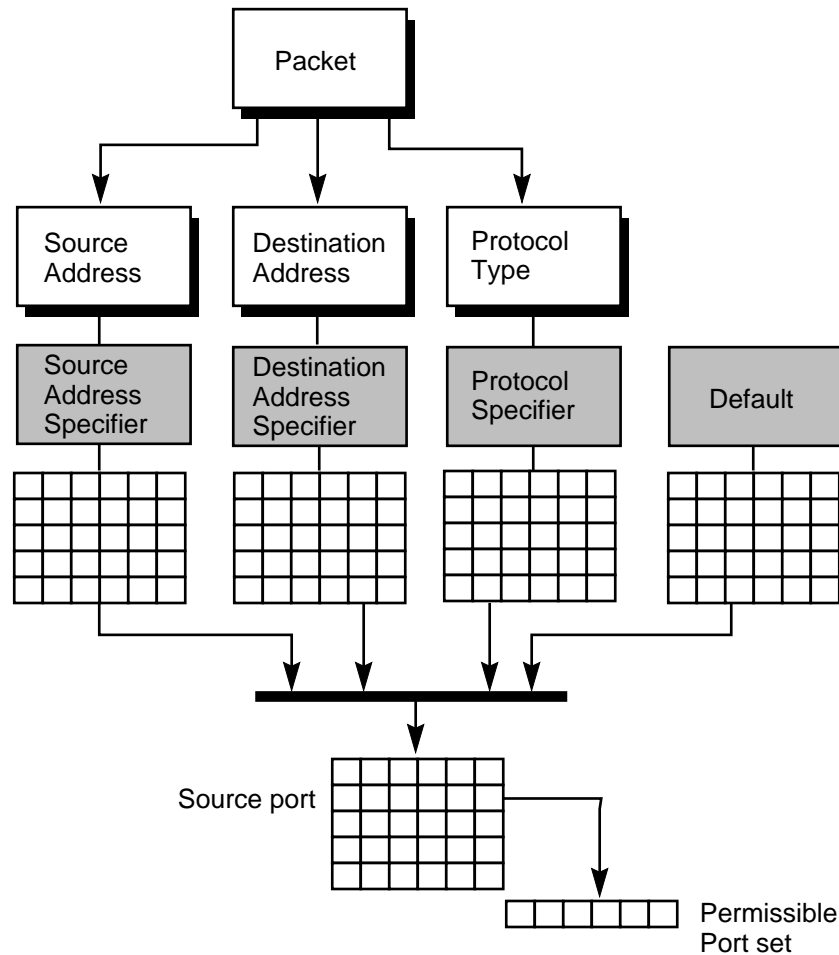 Packet
Source
Address
Destination
Address
Protocol
Type
Source
Address
Specifier
Destination
Address
Specifier
Protocol
Specifier
Default
Source port
Permissible
Port set